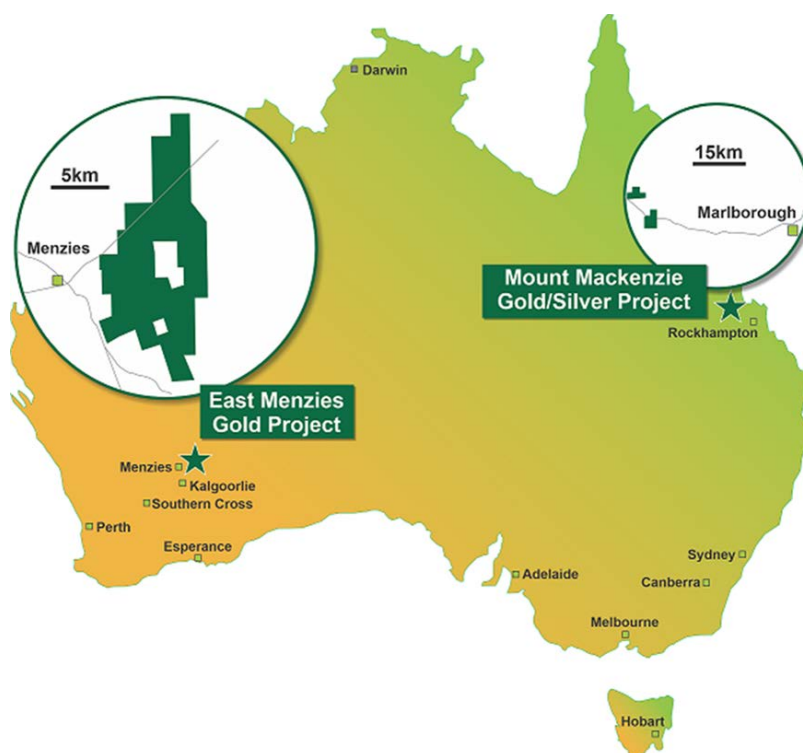 Darwin
5km
Menzies
15km
Marlborough
Mount Mackenzie
Gold/Silver Project
Rockhampton
East Menzies
Gold Project
Menzies
Kalgoorlie
Southern Cross
Perth
Esperance
Adelaide
Sydney
Canberra
Melbourne
Hobart